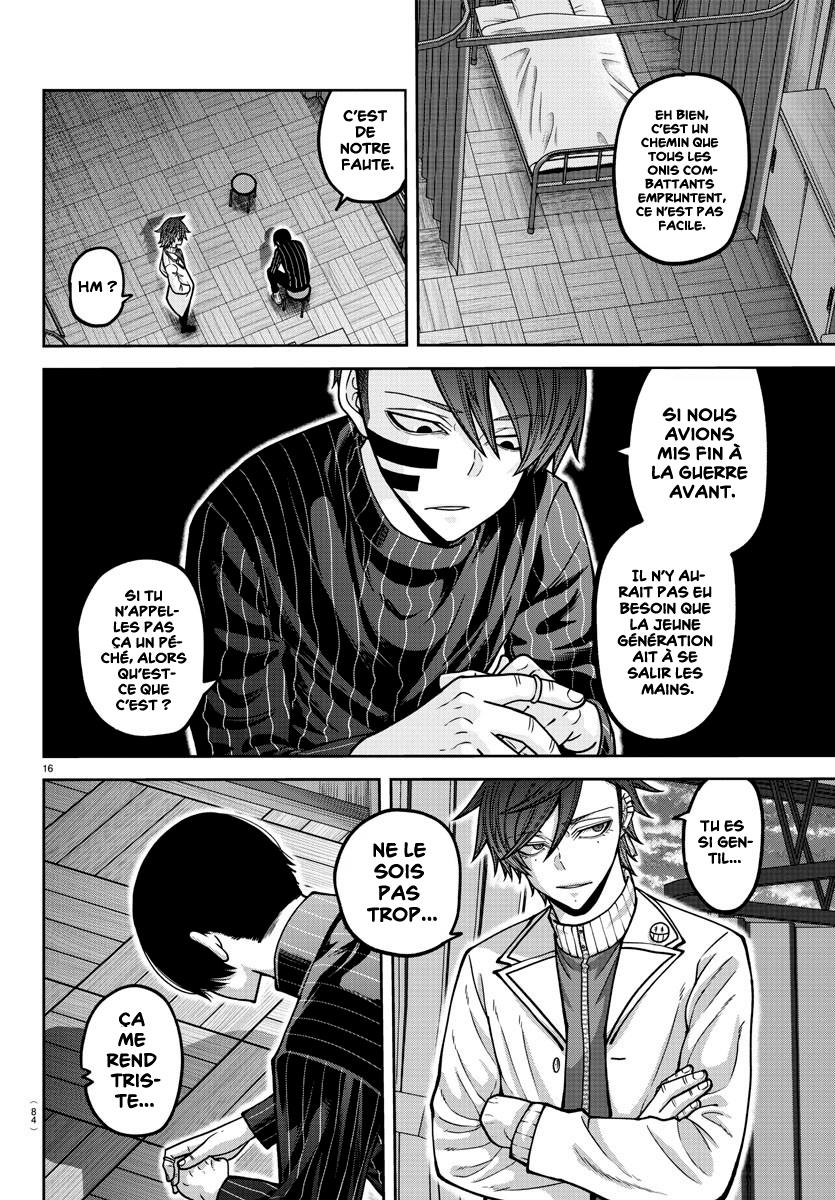 EH BIEN,
C'EST UN
CHEMIN QUE
TOUS LES
ONIS COM-
BATTANTS
EMPRUNTENT,
CE N'EST PAS
FACILE.
C'EST
DE
NOTRE
FAUTE.
HM ?
SI NOUS
AVIONS
MIS FIN À
LA GUERRE
AVANT.
IL N'Y AU-
RAIT PAS EU
BESOIN QUE
LA JEUNE
GÉNÉRATION
AIT À SE
SALIR LES
MAINS.
SI TU
N'APPEL-
LES PAS
ÇA UN PÉ-
CHÉ, ALORS
QU'EST-
CE QUE
C'EST ?
16
TU ES
SI GEN-
TIL...
NE LE
SOIS
PAS
TROP...
ÇA
ME
REND
TRIS-
TE...
(84)